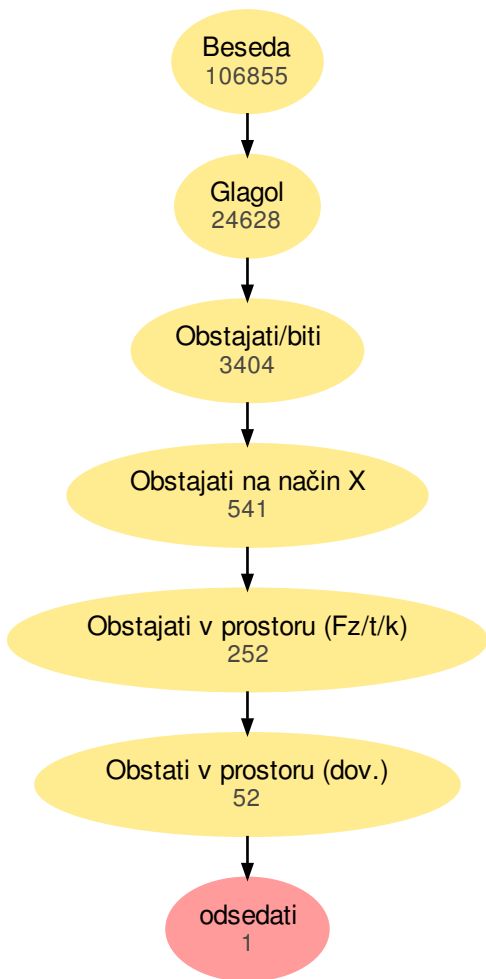 Beseda
106855
Glagol
24628
Obstajati/biti
3404
Obstajati na način X
541
Obstajati v prostoru (Fz/t/k)
252
Obstati v prostoru (dov.)
52
odsedati
1